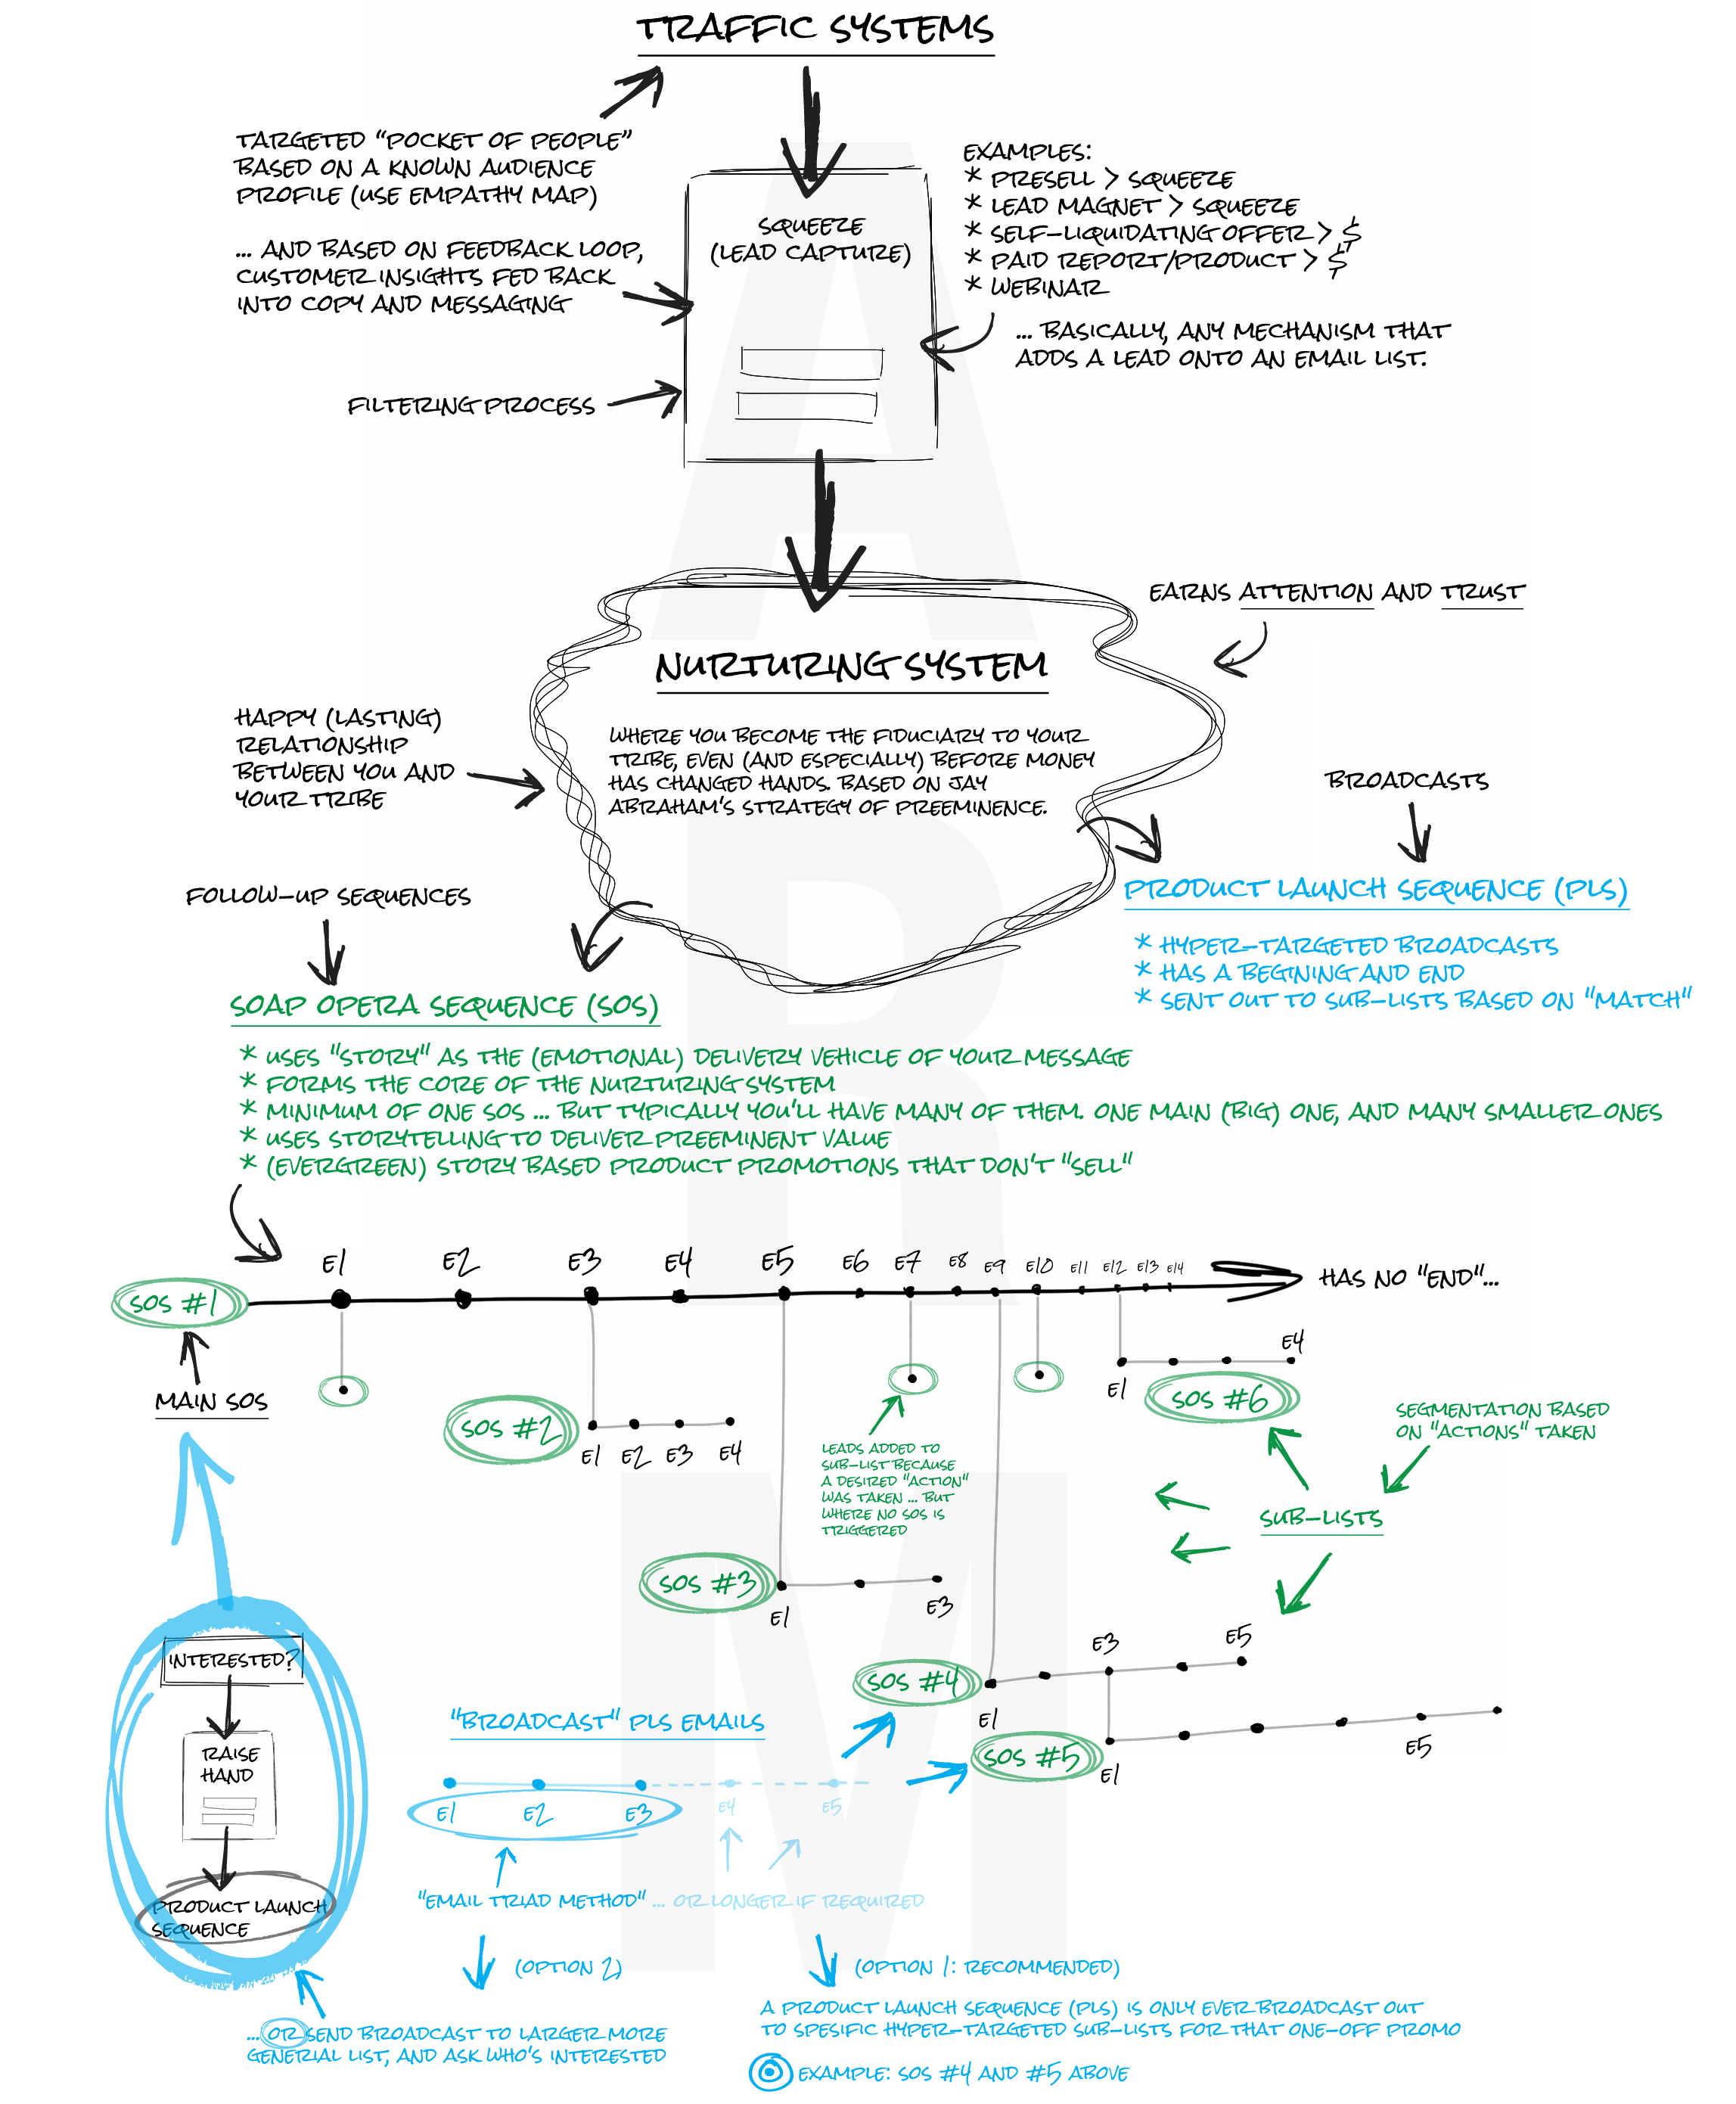 TRAFFIC SYSTEMS
TARGETED "POCKET OF PEOPLE"
BASED ON A KNOWN AUDIENCE
PROFILE (USE EMPATHY MAP)
... AND BASED ON FEEDBACK LOOP,
CUSTOMER INSIGHTS FED BACK
INTO COPY AND MESSAGING
FILTERING PROCESS
SQUEEZE
(LEAD CAPTURE)
EXAMPLES:
* PRESELL > SQUEEZE
* LEAD MAGNET > SQUEEZE
* SELF-LIQUIDATING OFFER > $
* PAID REPORT/PRODUCT > $
* WEBINAR
... BASICALLY, ANY MECHANISM THAT
ADDS A LEAD ONTO AN EMAIL LIST.
EARNS ATTENTION AND TRUST
NURTURING SYSTEM
WHERE YOU BECOME THE FIDUCIARY TO YOUR
TRIBE, EVEN (AND ESPECIALLY) BEFORE MONEY
HAS CHANGED HANDS. BASED ON JAY
ABRAHAM'S STRATEGY OF PREEMINENCE.
HAPPY (LASTING)
RELATIONSHIP
BETWEEN YOU AND
YOUR TRIBE
BROADCASTS
PRODUCT LAUNCH SEQUENCE (PLS)
* HYPER-TARGETED BROADCASTS
* HAS A BEGINING AND END
* SENT OUT TO SUB-LISTS BASED ON "MATCH"
FOLLOW-UP SEQUENCES
SOAP OPERA SEQUENCE (SOS)
* USES "STORY" AS THE (EMOTIONAL) DELIVERY VEHICLE OF YOUR MESSAGE
* FORMS THE CORE OF THE NURTURING SYSTEM
* MINIMUM OF ONE SOS ... BUT TYPICALLY YOU'LL HAVE MANY OF THEM. ONE MAIN (BIG) ONE, AND MANY SMALLER ONES
* USES STORYTELLING TO DELIVER PREEMINENT VALUE
* (EVERGREEN) STORY BASED PRODUCT PROMOTIONS THAT DON'T "SELL"
E1 E2 E3 E4 E5 E6 E7 E8 E9 E10 E11 E12 E13 E14
SOS #1
HAS NO "END"...
MAIN SOS
SOS #2
E1 E2 E3 E4
E4
E1
SOS #6
LEADS ADDED TO
SUB-LIST BECAUSE
A DESIRED "ACTION"
WAS TAKEN ... BUT
WHERE NO SOS IS
TRIGGERED
SEGMENTATION BASED
ON "ACTIONS" TAKEN
SUB-LISTS
SOS #3
E1
E3
SOS #4
E1
E3
E5
SOS #5
E1
E5
INTERESTED?
RAISE
HAND
PRODUCT LAUNCH
SEQUENCE
"BROADCAST" PLS EMAILS
E1 E2 E3 E4 E5
"EMAIL TRIAD METHOD" ... OR LONGER IF REQUIRED
(OPTION 2)
(OPTION 1: RECOMMENDED)
... OR SEND BROADCAST TO LARGER MORE
GENERIAL LIST, AND ASK WHO'S INTERESTED
A PRODUCT LAUNCH SEQUENCE (PLS) IS ONLY EVER BROADCAST OUT
TO SPESIFIC HYPER-TARGETED SUB-LISTS FOR THAT ONE-OFF PROMO
EXAMPLE: SOS #4 AND #5 ABOVE
A
R
M